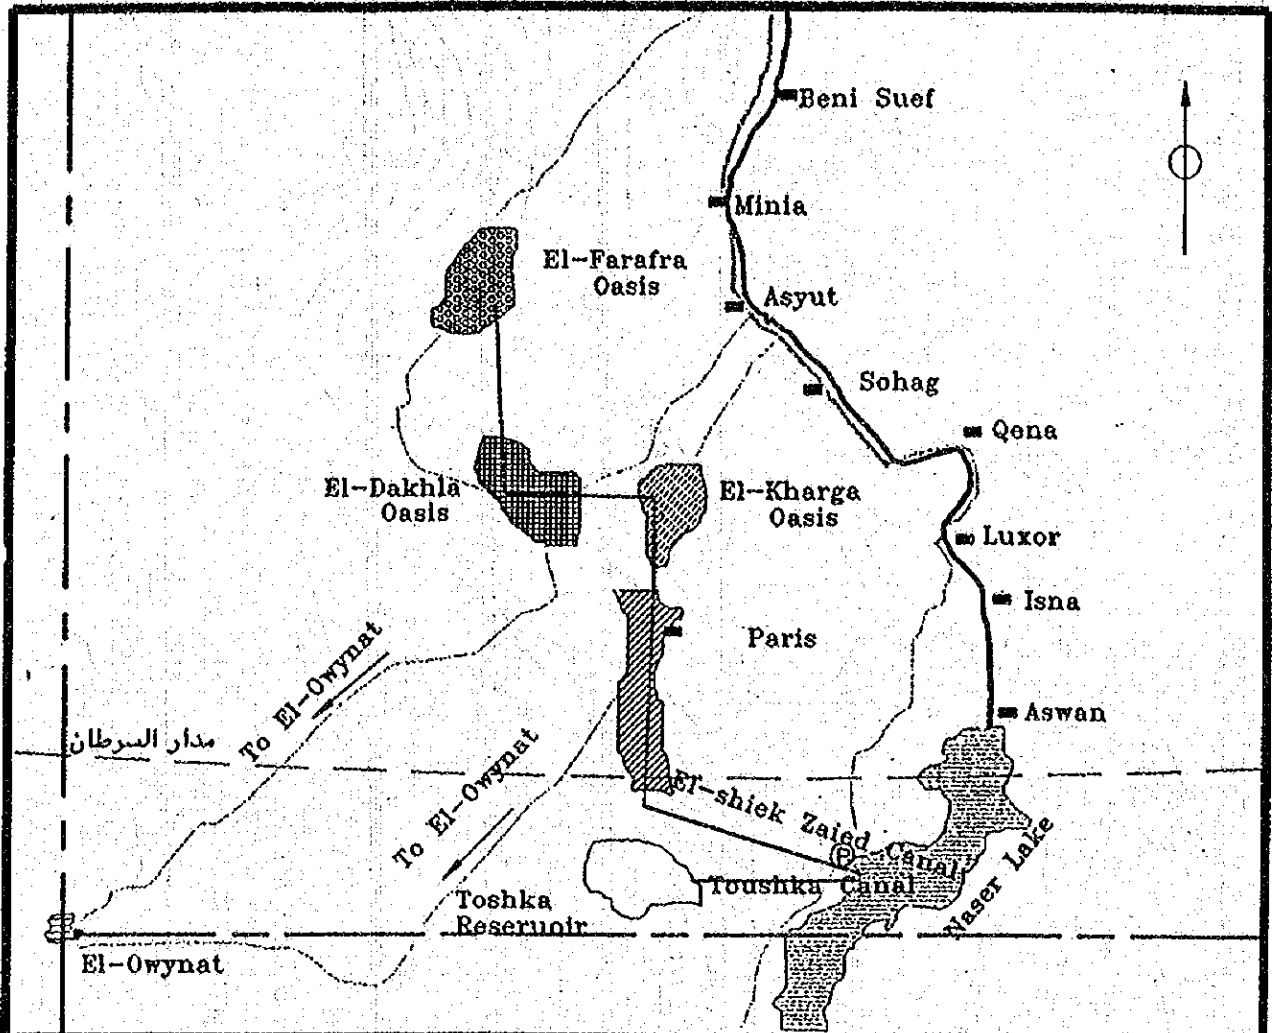 Beni Suef
Minia
El-Farafra
Oasis
Asyut
Sohag
Qena
El-Dakhla
Oasis
El-Kharga
Oasis
Luxor
Isna
Paris
To El-Owynat
Aswan
مدار السرطان
To El-Owynat
El-shiek Zaied Canal
P
Toushka Canal
Naser Lake
Toshka
Reseruoir
El-Owynat